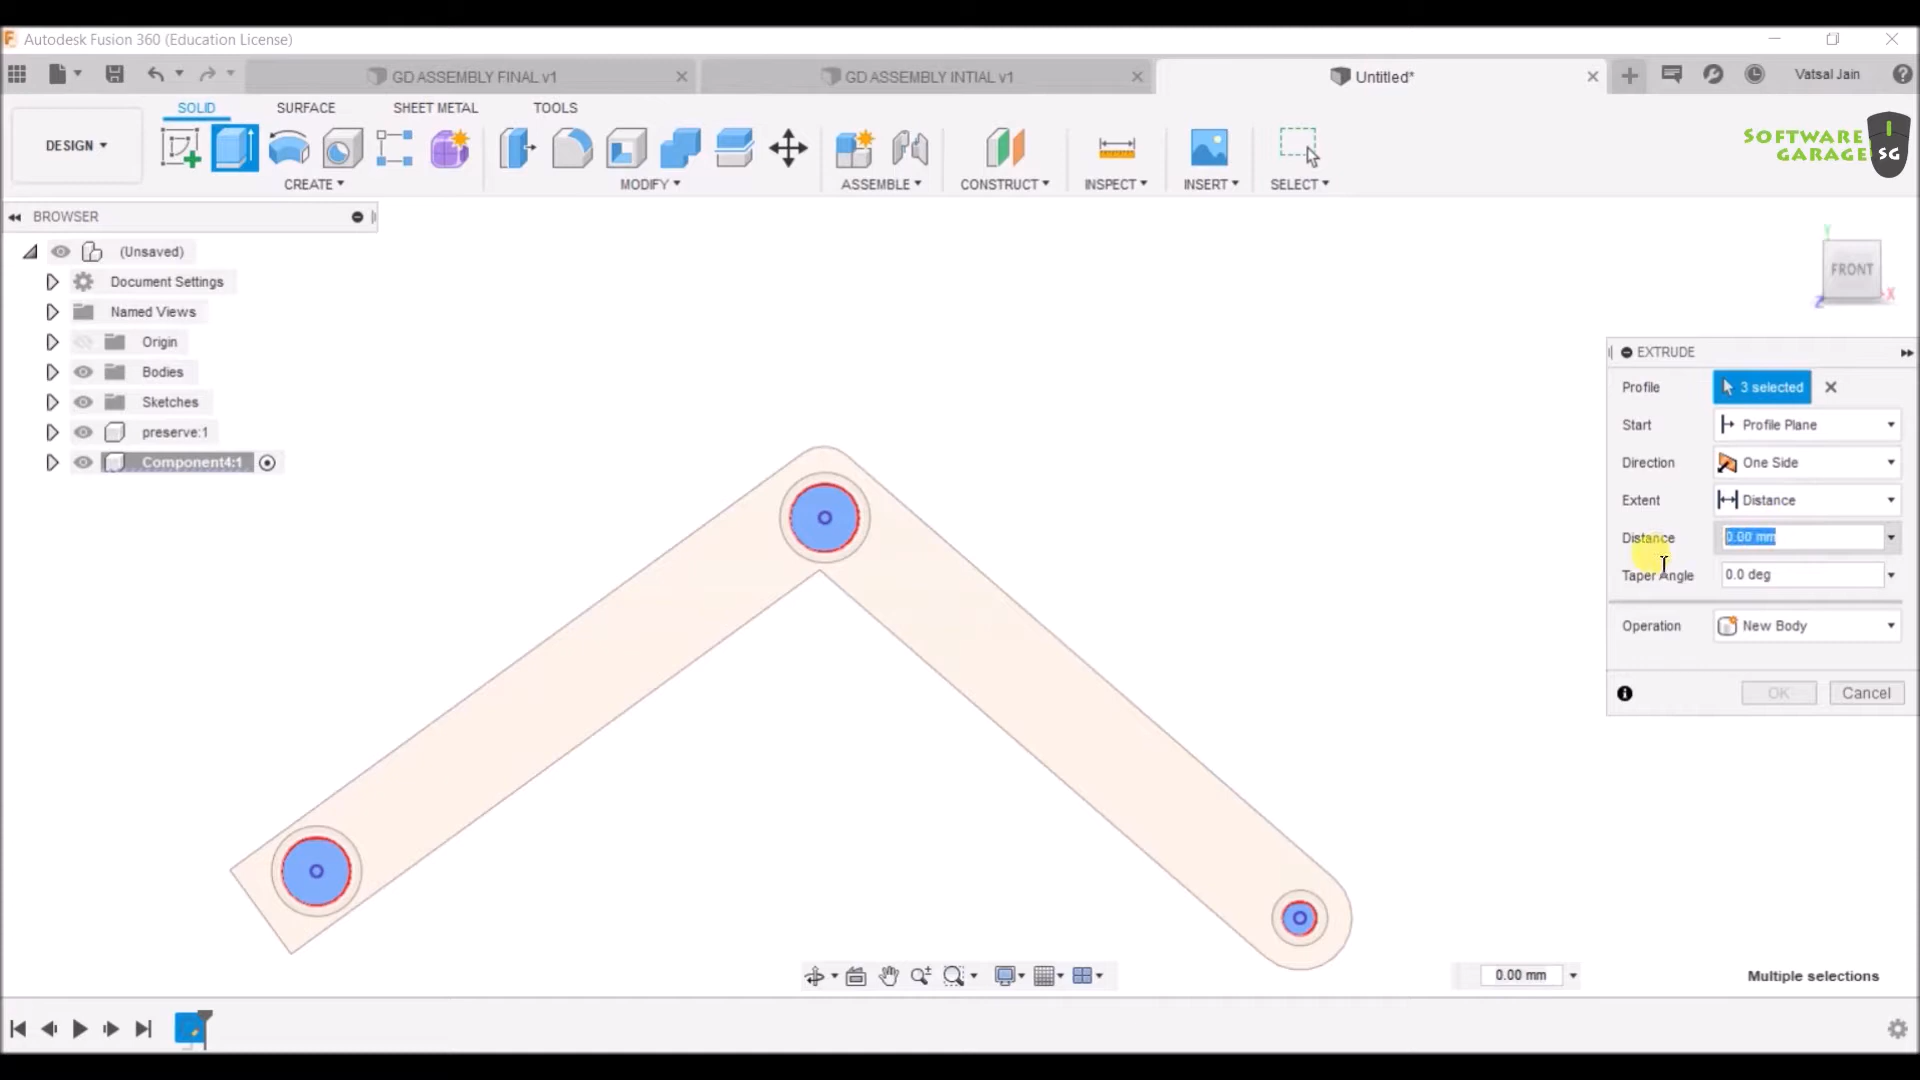 Autodesk Fusion 360 (Education License)
GD ASSEMBLY FINAL v1
GD ASSEMBLY INTIAL v1
Untitled*
Vatsal Jain
SOLID
SURFACE
SHEET METAL
TOOLS
DESIGN
CREATE
MODIFY
ASSEMBLE
CONSTRUCT
INSPECT
INSERT
SELECT
SOFTWARE
GARAGE
SG
BROWSER
(Unsaved)
Document Settings
Named Views
Origin
Bodies
Sketches
preserve:1
Component4:1
Y
FRONT
Z
X
EXTRUDE
Profile
3 selected
Start
Profile Plane
Direction
One Side
Extent
Distance
Distance
0.00 mm
Taper Angle
0.0 deg
Operation
New Body
OK
Cancel
0.00 mm
Multiple selections